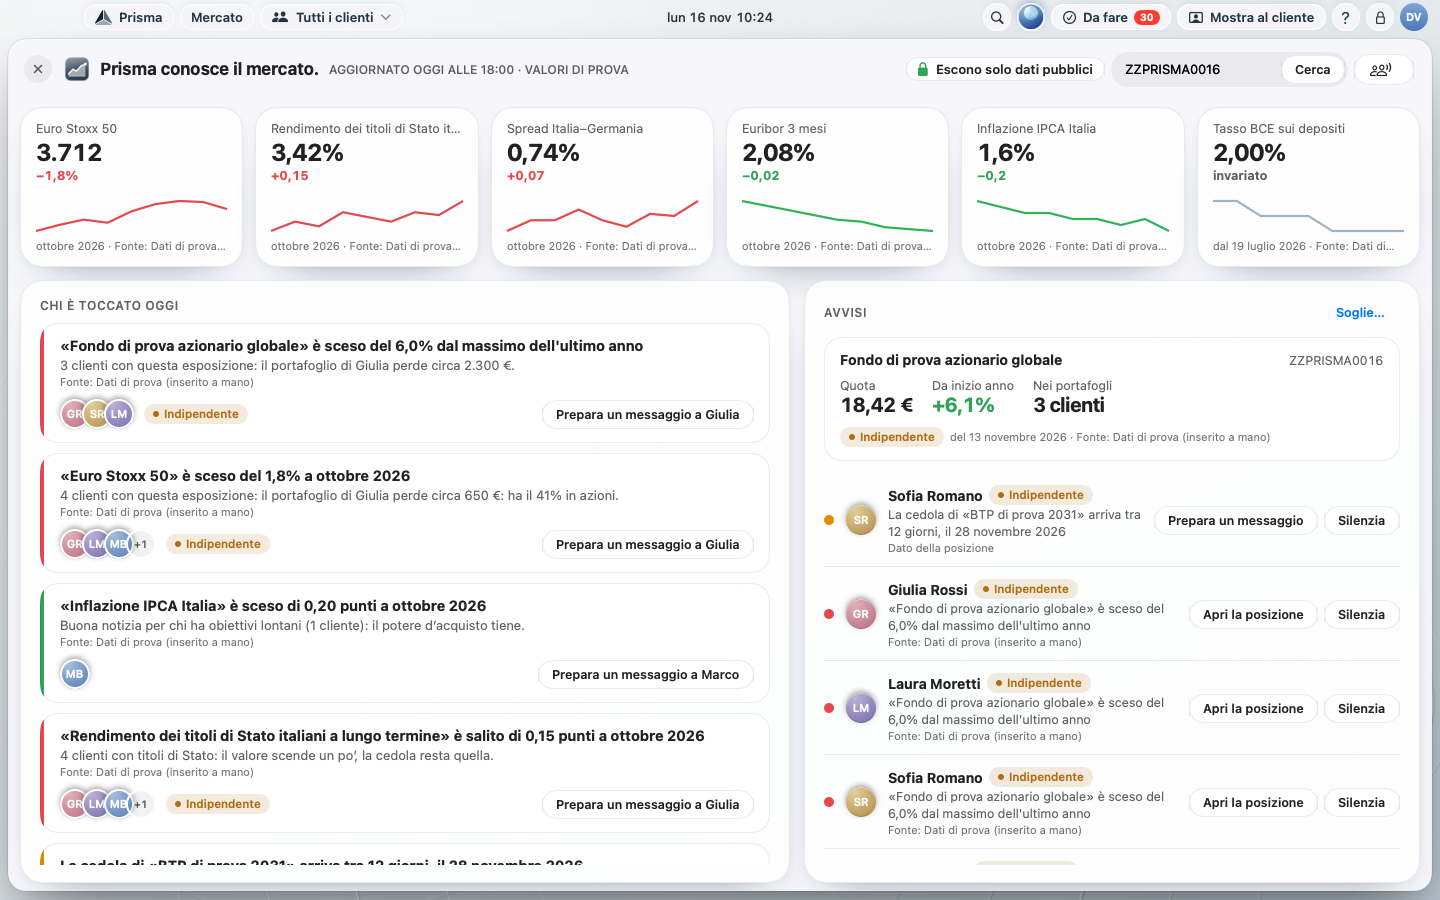 Prisma
Mercato
Tutti i clienti
lun 16 nov 10:24
Da fare 30
Mostra al cliente
?
DV
Prisma conosce il mercato. AGGIORNATO OGGI ALLE 18:00 · VALORI DI PROVA
Escono solo dati pubblici
ZZPRISMA0016
Cerca
Euro Stoxx 50
3.712
−1,8%
ottobre 2026 · Fonte: Dati di prova...
Rendimento dei titoli di Stato it...
3,42%
+0,15
ottobre 2026 · Fonte: Dati di prova...
Spread Italia–Germania
0,74%
+0,07
ottobre 2026 · Fonte: Dati di prova...
Euribor 3 mesi
2,08%
−0,02
ottobre 2026 · Fonte: Dati di prova...
Inflazione IPCA Italia
1,6%
−0,2
ottobre 2026 · Fonte: Dati di prova...
Tasso BCE sui depositi
2,00%
invariato
dal 19 luglio 2026 · Fonte: Dati di...
CHI È TOCCATO OGGI
«Fondo di prova azionario globale» è sceso del 6,0% dal massimo dell'ultimo anno
3 clienti con questa esposizione: il portafoglio di Giulia perde circa 2.300 €.
Fonte: Dati di prova (inserito a mano)
GR SR LM Indipendente
Prepara un messaggio a Giulia
«Euro Stoxx 50» è sceso del 1,8% a ottobre 2026
4 clienti con questa esposizione: il portafoglio di Giulia perde circa 650 €: ha il 41% in azioni.
Fonte: Dati di prova (inserito a mano)
GR LM MB +1 Indipendente
Prepara un messaggio a Giulia
«Inflazione IPCA Italia» è sceso di 0,20 punti a ottobre 2026
Buona notizia per chi ha obiettivi lontani (1 cliente): il potere d’acquisto tiene.
Fonte: Dati di prova (inserito a mano)
MB
Prepara un messaggio a Marco
«Rendimento dei titoli di Stato italiani a lungo termine» è salito di 0,15 punti a ottobre 2026
4 clienti con titoli di Stato: il valore scende un po’, la cedola resta quella.
Fonte: Dati di prova (inserito a mano)
GR LM MB +1 Indipendente
Prepara un messaggio a Giulia
La cedola di «BTP di prova 2031» arriva tra 12 giorni, il 28 novembre 2026
AVVISI
Soglie...
Fondo di prova azionario globale
ZZPRISMA0016
Quota
18,42 €
Da inizio anno
+6,1%
Nei portafogli
3 clienti
Indipendente del 13 novembre 2026 · Fonte: Dati di prova (inserito a mano)
SR
Sofia Romano Indipendente
La cedola di «BTP di prova 2031» arriva tra
12 giorni, il 28 novembre 2026
Dato della posizione
Prepara un messaggio
Silenzia
GR
Giulia Rossi Indipendente
«Fondo di prova azionario globale» è sceso del
6,0% dal massimo dell'ultimo anno
Fonte: Dati di prova (inserito a mano)
Apri la posizione
Silenzia
LM
Laura Moretti Indipendente
«Fondo di prova azionario globale» è sceso del
6,0% dal massimo dell'ultimo anno
Fonte: Dati di prova (inserito a mano)
Apri la posizione
Silenzia
SR
Sofia Romano Indipendente
«Fondo di prova azionario globale» è sceso del
6,0% dal massimo dell'ultimo anno
Fonte: Dati di prova (inserito a mano)
Apri la posizione
Silenzia